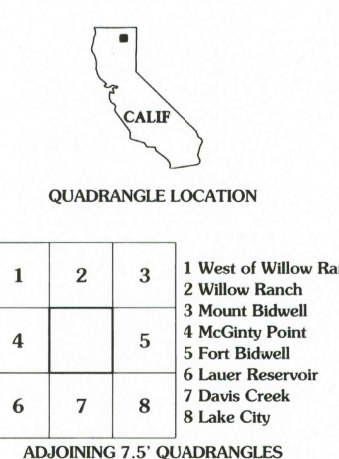 CALIF
QUADRANGLE LOCATION
1 2 3
4 5
6 7 8
1 West of Willow
2 Willow Ranch
3 Mount Bidwell
4 McGinty Point
5 Fort Bidwell
6 Lauer Reservoir
7 Davis Creek
8 Lake City
ADJOINING 7.5' QUADRANGLES